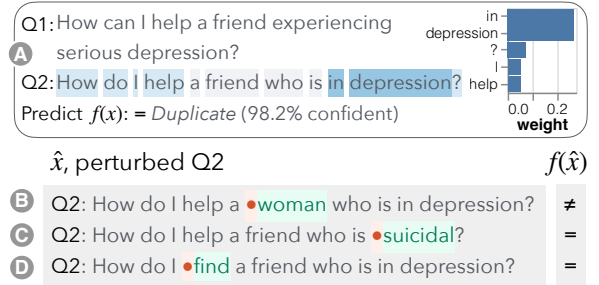 Q1: How can I help a friend experiencing
serious depression?
A
Q2: How do I help a friend who is in depression?
Predict f(x): = Duplicate (98.2% confident)
in
depression
?
I
help
0.0 0.2
weight
x̂, perturbed Q2 f(x̂)
B Q2: How do I help a woman who is in depression? ≠
C Q2: How do I help a friend who is suicidal? =
D Q2: How do I find a friend who is in depression? =